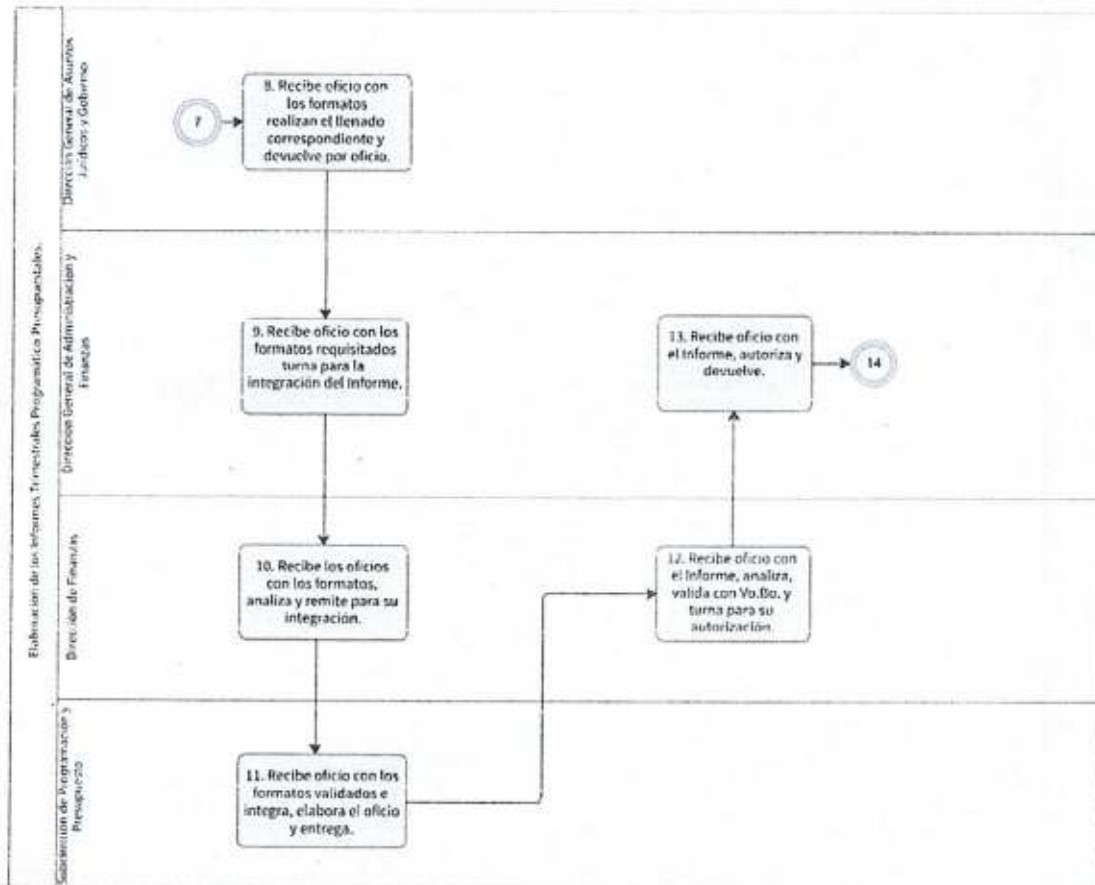 Elaboración de los Informes Trimestrales Programático Presupuestales.
Dirección General de Asuntos
Jurídicos y Gobierno
7
8. Recibe oficio con
los formatos
realizan el llenado
correspondiente y
devuelve por oficio.
Dirección General de Administración y
Finanzas
9. Recibe oficio con los
formatos requisitados
turna para la
integración del Informe.
13. Recibe oficio con
el Informe, autoriza y
devuelve.
14
Dirección de Finanzas
10. Recibe los oficios
con los formatos,
analiza y remite para su
integración.
12. Recibe oficio con
el Informe, analiza,
valida con Vo.Bo. y
turna para su
autorización.
Subdirección de Programación y
Presupuesto
11. Recibe oficio con los
formatos validados e
integra, elabora el oficio
y entrega.